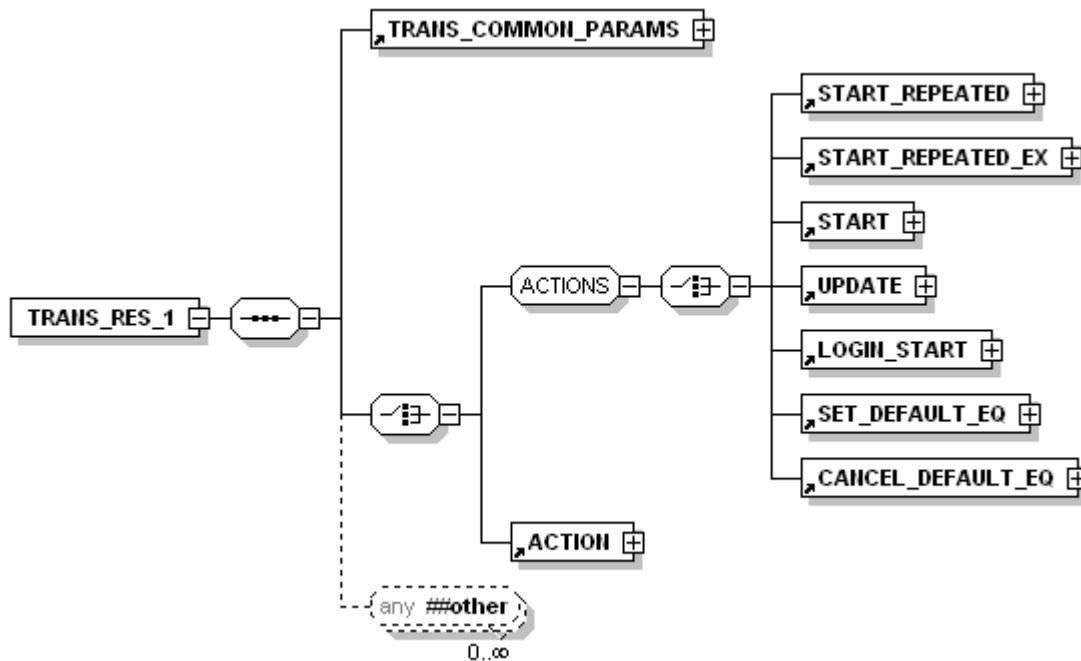 TRANS_COMMON_PARAMS
START_REPEATED
START_REPEATED_EX
START
ACTIONS
UPDATE
TRANS_RES_1
LOGIN_START
SET_DEFAULT_EQ
CANCEL_DEFAULT_EQ
ACTION
any ##other
0..∞